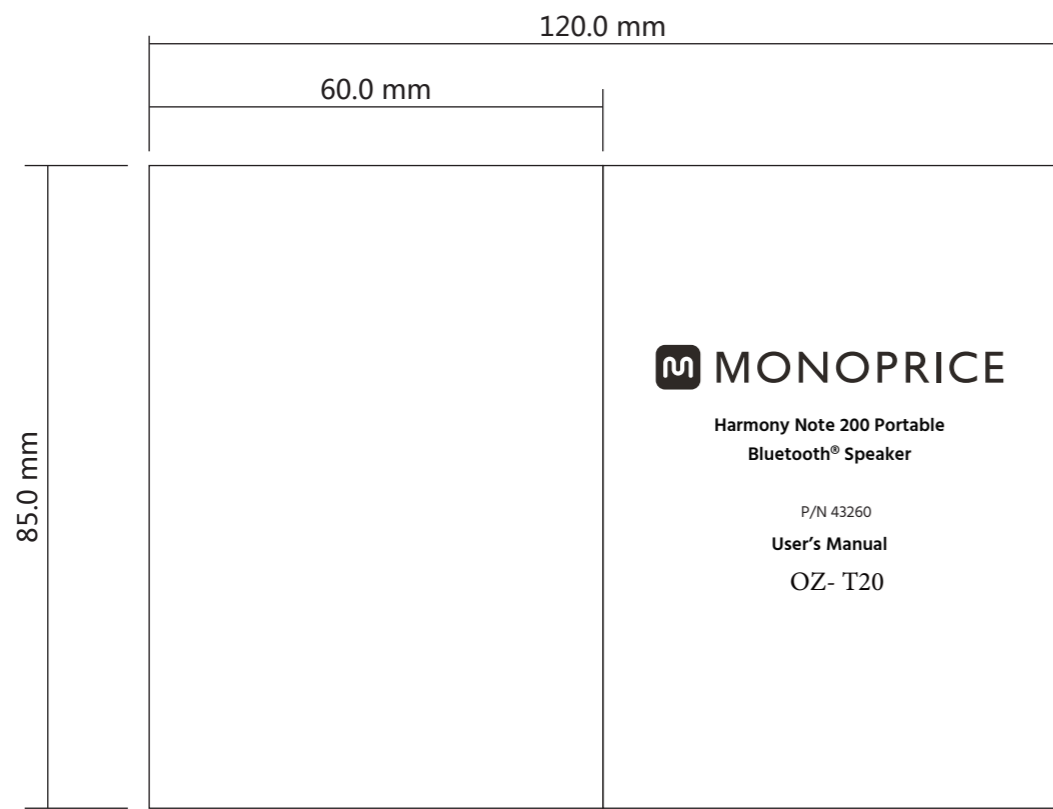 120.0 mm
60.0 mm
85.0 mm
MONOPRICE
Harmony Note 200 Portable
Bluetooth® Speaker
P/N 43260
User’s Manual
OZ- T20